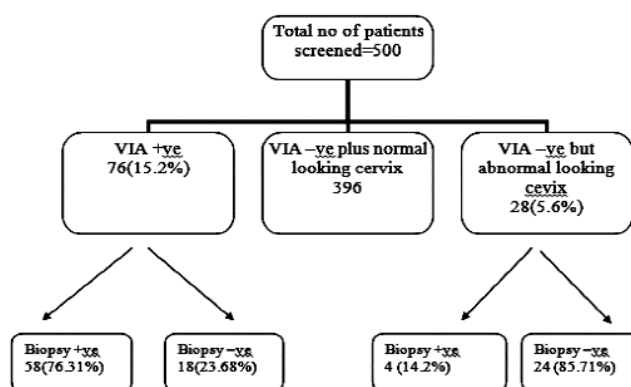 Total no of patients
screened=500
VIA +ve
76(15.2%)
VIA –ve plus normal
looking cervix
396
VIA –ve but
abnormal looking
cevix
28(5.6%)
Biopsy +ve
58(76.31%)
Biopsy –ve
18(23.68%)
Biopsy +ve
4 (14.2%)
Biopsy –ve
24 (85.71%)